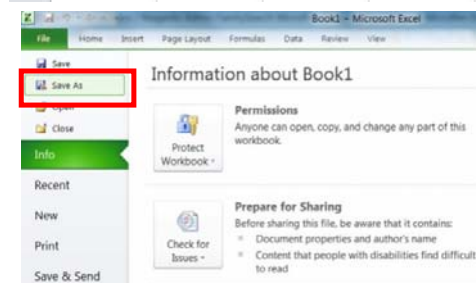 Book1 - Microsoft Excel
File Home Insert Page Layout Formulas Data Review View
Save
Save As
Open
Close
Info
Recent
New
Print
Save & Send
Information about Book1
Protect
Workbook
Permissions
Anyone can open, copy, and change any part of this
workbook.
Check for
Issues
Prepare for Sharing
Before sharing this file, be aware that it contains:
Document properties and author's name
Content that people with disabilities find difficult
to read